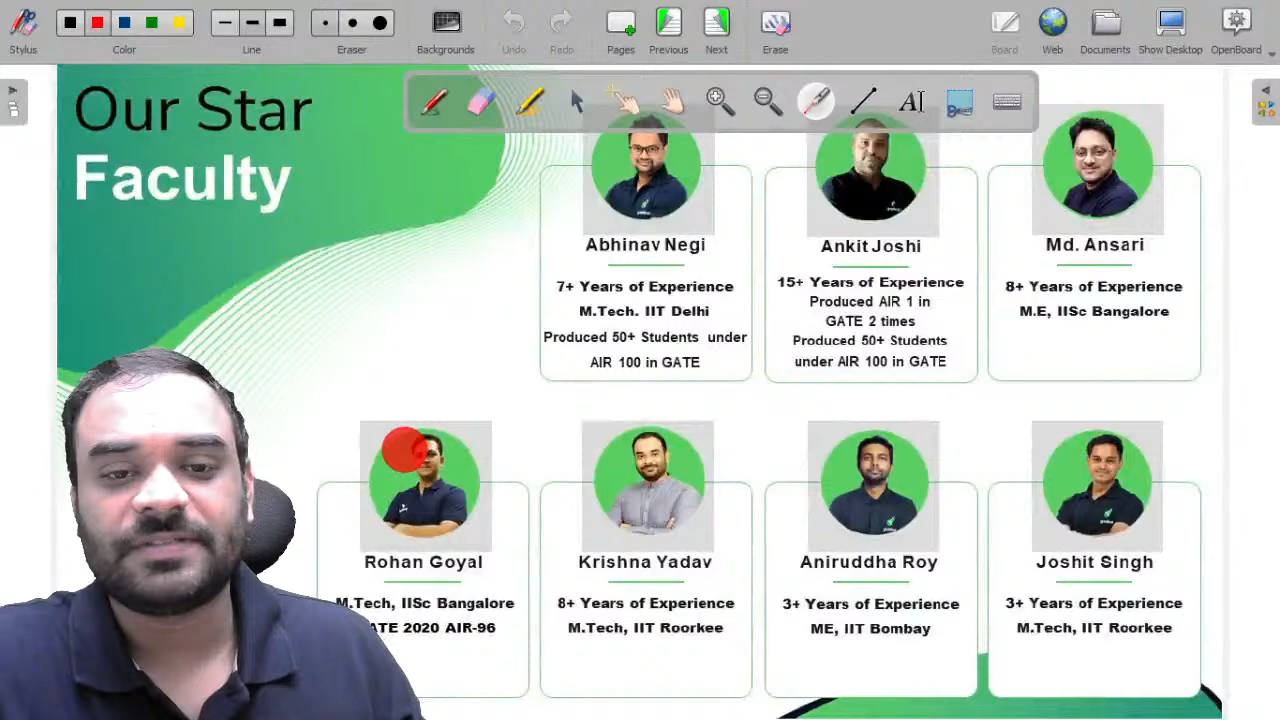 Stylus
Color
Line
Eraser
Backgrounds
Undo
Redo
Pages
Previous
Next
Erase
Board
Web
Documents
Show Desktop
OpenBoard
Our Star
Faculty
Abhinav Negi
7+ Years of Experience
M.Tech. IIT Delhi
Produced 50+ Students under
AIR 100 in GATE
Ankit Joshi
15+ Years of Experience
Produced AIR 1 in
GATE 2 times
Produced 50+ Students
under AIR 100 in GATE
Md. Ansari
8+ Years of Experience
M.E, IISc Bangalore
Rohan Goyal
M.Tech, IISc Bangalore
ATE 2020 AIR-96
Krishna Yadav
8+ Years of Experience
M.Tech, IIT Roorkee
Aniruddha Roy
3+ Years of Experience
ME, IIT Bombay
Joshit Singh
3+ Years of Experience
M.Tech, IIT Roorkee